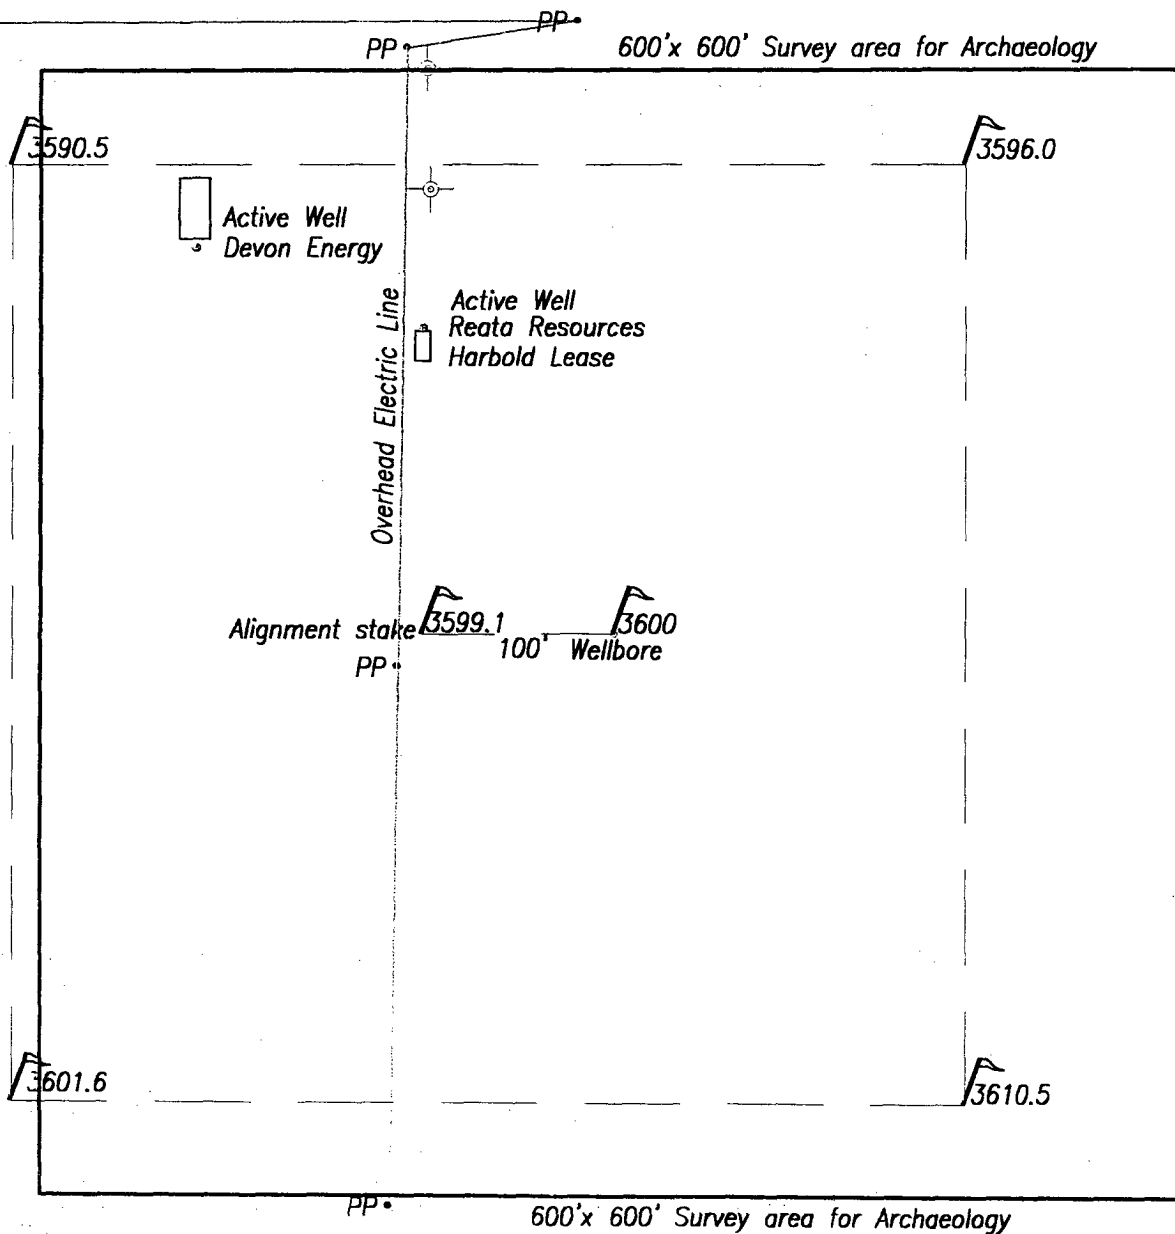 PP
PP
600'x 600' Survey area for Archaeology
3590.5
3596.0
Active Well
Devon Energy
Active Well
Reata Resources
Harbold Lease
Overhead Electric Line
Alignment stake
3599.1
3600
100' Wellbore
PP
3601.6
3610.5
PP
600'x 600' Survey area for Archaeology